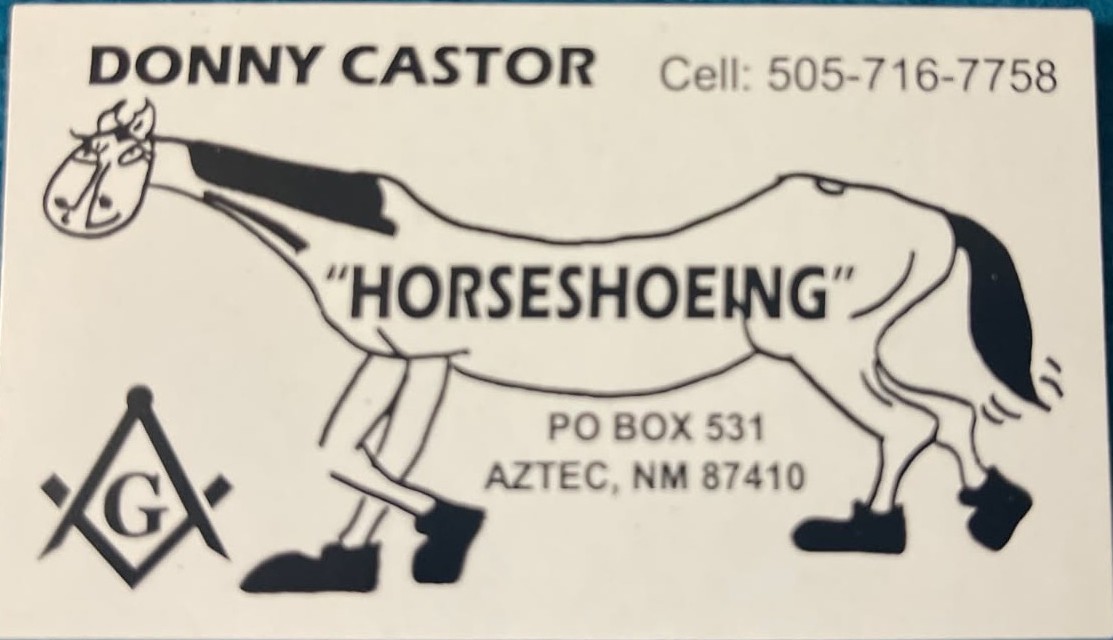 DONNY CASTOR Cell: 505-716-7758
"HORSESHOEING"
PO BOX 531
AZTEC, NM 87410
G